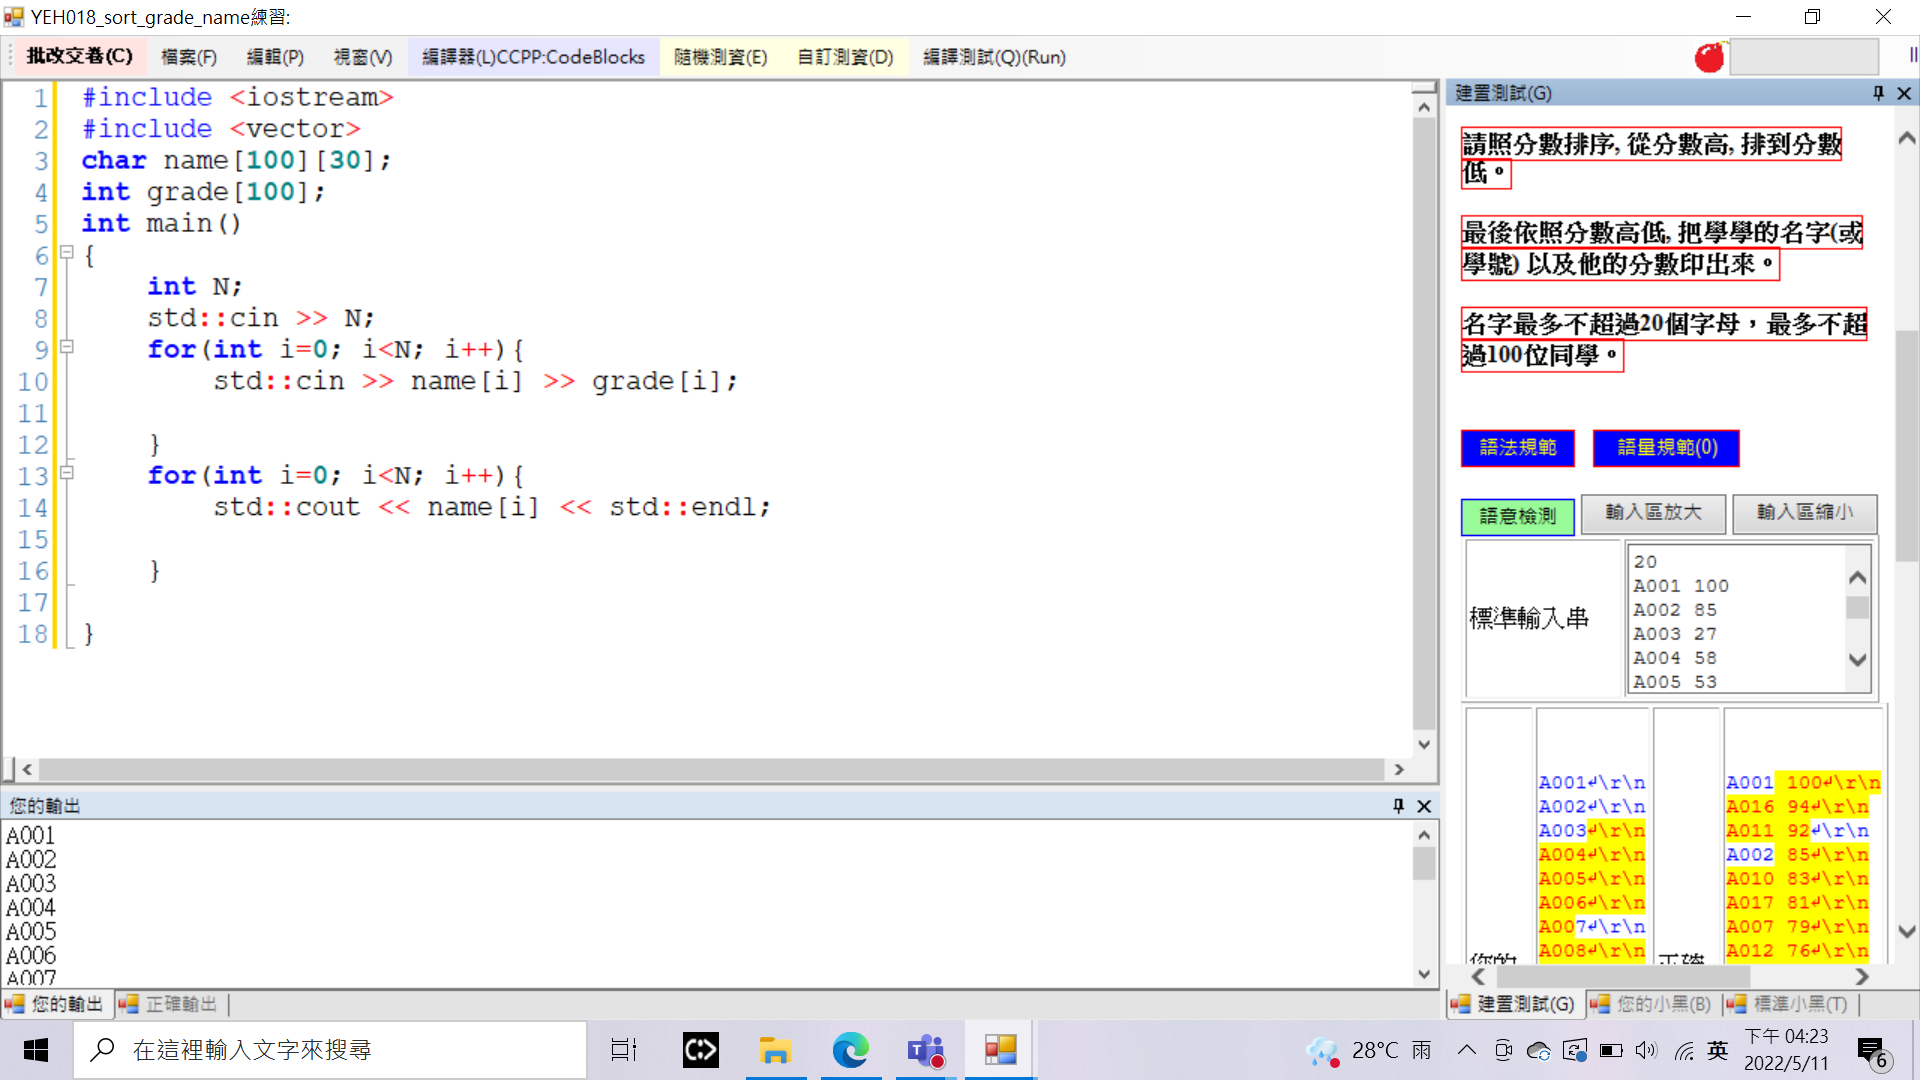 YEH018_sort_grade_name練習:
批改交卷(C) 檔案(F) 編輯(P) 視窗(V) 編譯器(L)CCPP:CodeBlocks 隨機測資(E) 自訂測資(D) 編譯測試(Q)(Run)
1 #include <iostream>
2 #include <vector>
3 char name[100][30];
4 int grade[100];
5 int main()
6 {
7 int N;
8 std::cin >> N;
9 for(int i=0; i<N; i++){
10 std::cin >> name[i] >> grade[i];
11
12 }
13 for(int i=0; i<N; i++){
14 std::cout << name[i] << std::endl;
15
16 }
17
18 }
您的輸出
A001
A002
A003
A004
A005
A006
A007
您的輸出 正確輸出
建置測試(G)
請照分數排序, 從分數高, 排到分數
低。
最後依照分數高低, 把學學的名字(或
學號) 以及他的分數印出來。
名字最多不超過20個字母，最多不超
過100位同學。
語法規範 語量規範(0)
語意檢測 輸入區放大 輸入區縮小
標準輸入串
20
A001 100
A002 85
A003 27
A004 58
A005 53
您的
A001↵\r\n
A002↵\r\n
A003↵\r\n
A004↵\r\n
A005↵\r\n
A006↵\r\n
A007↵\r\n
A008↵\r\n
正確
A001 100↵\r\n
A016 94↵\r\n
A011 92↵\r\n
A002 85↵\r\n
A010 83↵\r\n
A017 81↵\r\n
A007 79↵\r\n
A012 76↵\r\n
建置測試(G) 您的小黑(B) 標準小黑(T)
在這裡輸入文字來搜尋
28°C 雨
英
下午 04:23
2022/5/11
6